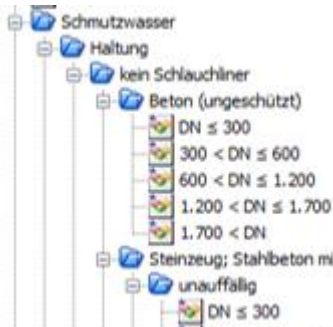 Schmutzwasser
Haltung
kein Schlauchliner
Beton (ungeschützt)
DN ≤ 300
300 < DN ≤ 600
600 < DN ≤ 1.200
1.200 < DN ≤ 1.700
1.700 < DN
Steinzeug; Stahlbeton mi
unauffällig
DN ≤ 300